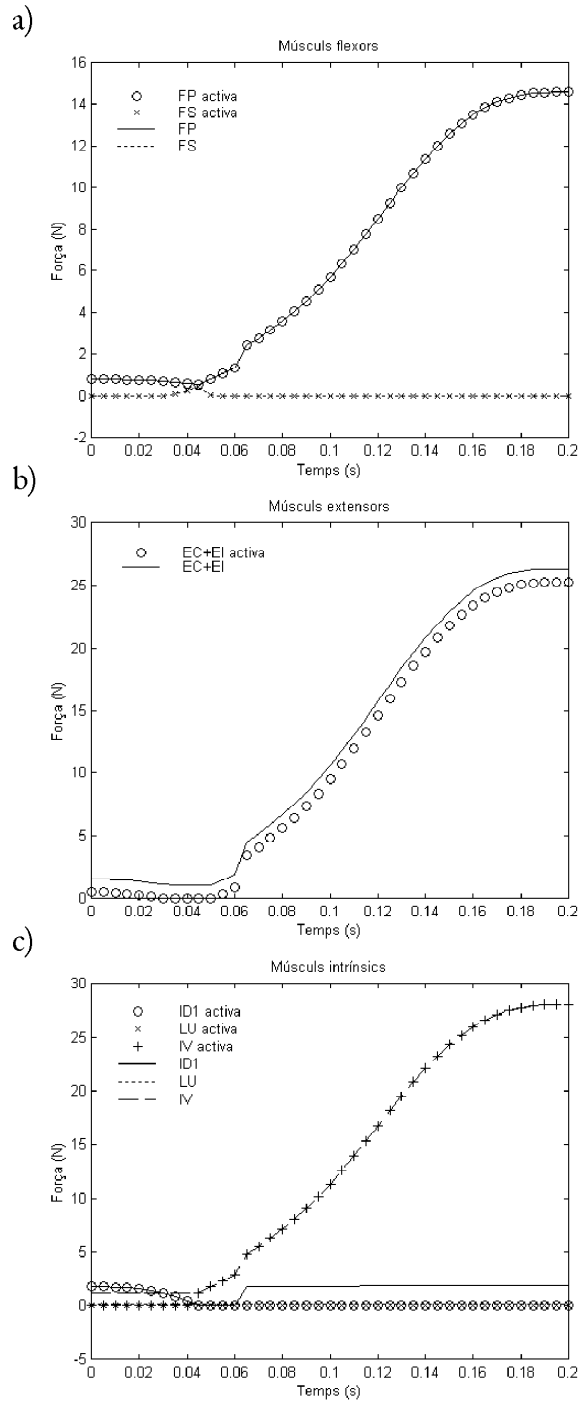 a)
Músculs flexors
FP activa
FS activa
FP
FS
Força (N)
16
14
12
10
8
6
4
2
0
-2
0 0.02 0.04 0.06 0.08 0.1 0.12 0.14 0.16 0.18 0.2
Temps (s)
b)
Músculs extensors
EC+EI activa
EC+EI
Força (N)
30
25
20
15
10
5
0
0 0.02 0.04 0.06 0.08 0.1 0.12 0.14 0.16 0.18 0.2
Temps (s)
c)
Músculs intrínsics
ID1 activa
LU activa
IV activa
ID1
LU
IV
Força (N)
30
25
20
15
10
5
0
-5
0 0.02 0.04 0.06 0.08 0.1 0.12 0.14 0.16 0.18 0.2
Temps (s)